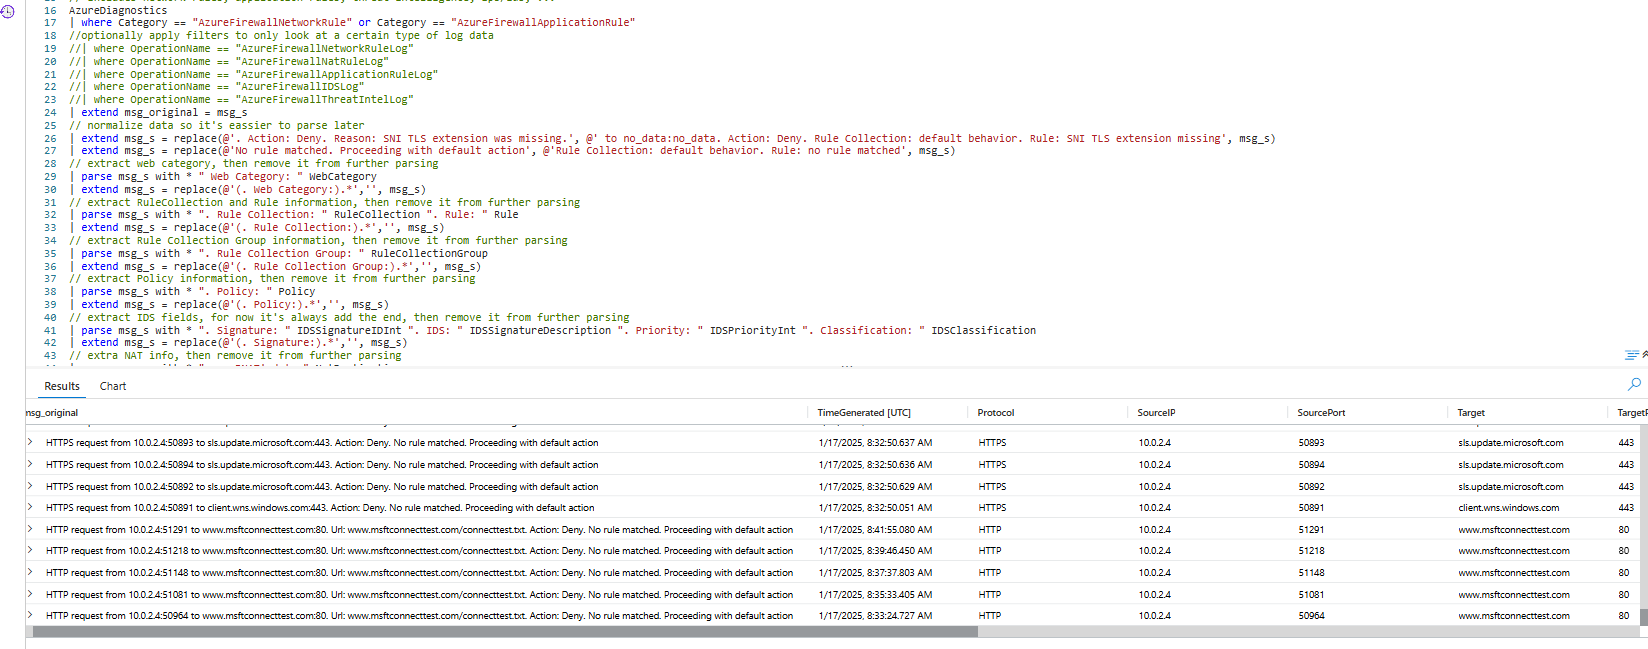 16 AzureDiagnostics
17 | where Category == "AzureFirewallNetworkRule" or Category == "AzureFirewallApplicationRule"
18 //optionally apply filters to only look at a certain type of log data
19 //| where OperationName == "AzureFirewallNetworkRuleLog"
20 //| where OperationName == "AzureFirewallNatRuleLog"
21 //| where OperationName == "AzureFirewallApplicationRuleLog"
22 //| where OperationName == "AzureFirewallIDSLog"
23 //| where OperationName == "AzureFirewallThreatIntelLog"
24 | extend msg_original = msg_s
25 // normalize data so it's eassier to parse later
26 | extend msg_s = replace(@'. Action: Deny. Reason: SNI TLS extension was missing.', @' to no_data:no_data. Action: Deny. Rule Collection: default behavior. Rule: SNI TLS extension missing', msg_s)
27 | extend msg_s = replace(@'No rule matched. Proceeding with default action', @'Rule Collection: default behavior. Rule: no rule matched', msg_s)
28 // extract web category, then remove it from further parsing
29 | parse msg_s with * " Web Category: " WebCategory
30 | extend msg_s = replace(@'(. Web Category:).*','', msg_s)
31 // extract RuleCollection and Rule information, then remove it from further parsing
32 | parse msg_s with * ". Rule Collection: " RuleCollection ". Rule: " Rule
33 | extend msg_s = replace(@'(. Rule Collection:).*','', msg_s)
34 // extract Rule Collection Group information, then remove it from further parsing
35 | parse msg_s with * ". Rule Collection Group: " RuleCollectionGroup
36 | extend msg_s = replace(@'(. Rule Collection Group:).*','', msg_s)
37 // extract Policy information, then remove it from further parsing
38 | parse msg_s with * ". Policy: " Policy
39 | extend msg_s = replace(@'(. Policy:).*','', msg_s)
40 // extract IDS fields, for now it's always add the end, then remove it from further parsing
41 | parse msg_s with * ". Signature: " IDSSignatureIDInt ". IDS: " IDSSignatureDescription ". Priority: " IDSPriorityInt ". Classification: " IDSClassification
42 | extend msg_s = replace(@'(. Signature:).*','', msg_s)
43 // extra NAT info, then remove it from further parsing
Results Chart
msg_original TimeGenerated [UTC] Protocol SourceIP SourcePort Target
HTTPS request from 10.0.2.4:50893 to sls.update.microsoft.com:443. Action: Deny. No rule matched. Proceeding with default action 1/17/2025, 8:32:50.637 AM HTTPS 10.0.2.4 50893 sls.update.microsoft.com 443
HTTPS request from 10.0.2.4:50894 to sls.update.microsoft.com:443. Action: Deny. No rule matched. Proceeding with default action 1/17/2025, 8:32:50.636 AM HTTPS 10.0.2.4 50894 sls.update.microsoft.com 443
HTTPS request from 10.0.2.4:50892 to sls.update.microsoft.com:443. Action: Deny. No rule matched. Proceeding with default action 1/17/2025, 8:32:50.629 AM HTTPS 10.0.2.4 50892 sls.update.microsoft.com 443
HTTPS request from 10.0.2.4:50891 to client.wns.windows.com:443. Action: Deny. No rule matched. Proceeding with default action 1/17/2025, 8:32:50.051 AM HTTPS 10.0.2.4 50891 client.wns.windows.com 443
HTTP request from 10.0.2.4:51291 to www.msftconnecttest.com:80. Url: www.msftconnecttest.com/connecttest.txt. Action: Deny. No rule matched. Proceeding with default action 1/17/2025, 8:41:55.080 AM HTTP 10.0.2.4 51291 www.msftconnecttest.com 80
HTTP request from 10.0.2.4:51218 to www.msftconnecttest.com:80. Url: www.msftconnecttest.com/connecttest.txt. Action: Deny. No rule matched. Proceeding with default action 1/17/2025, 8:39:46.450 AM HTTP 10.0.2.4 51218 www.msftconnecttest.com 80
HTTP request from 10.0.2.4:51148 to www.msftconnecttest.com:80. Url: www.msftconnecttest.com/connecttest.txt. Action: Deny. No rule matched. Proceeding with default action 1/17/2025, 8:37:37.803 AM HTTP 10.0.2.4 51148 www.msftconnecttest.com 80
HTTP request from 10.0.2.4:51081 to www.msftconnecttest.com:80. Url: www.msftconnecttest.com/connecttest.txt. Action: Deny. No rule matched. Proceeding with default action 1/17/2025, 8:35:33.405 AM HTTP 10.0.2.4 51081 www.msftconnecttest.com 80
HTTP request from 10.0.2.4:50964 to www.msftconnecttest.com:80. Url: www.msftconnecttest.com/connecttest.txt. Action: Deny. No rule matched. Proceeding with default action 1/17/2025, 8:33:24.727 AM HTTP 10.0.2.4 50964 www.msftconnecttest.com 80